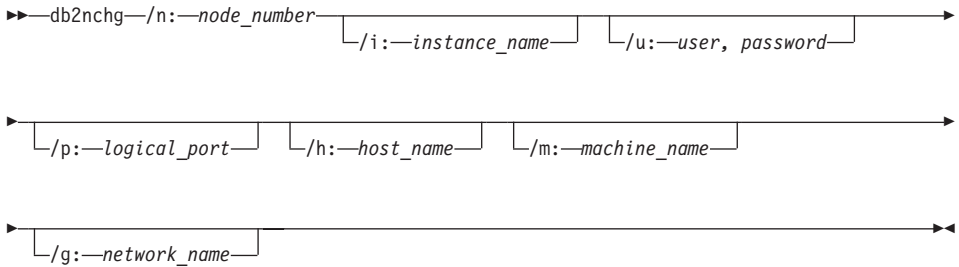 db2nchg /n: node_number
/i: instance_name /u: user, password
/p: logical_port /h: host_name /m: machine_name
/g: network_name